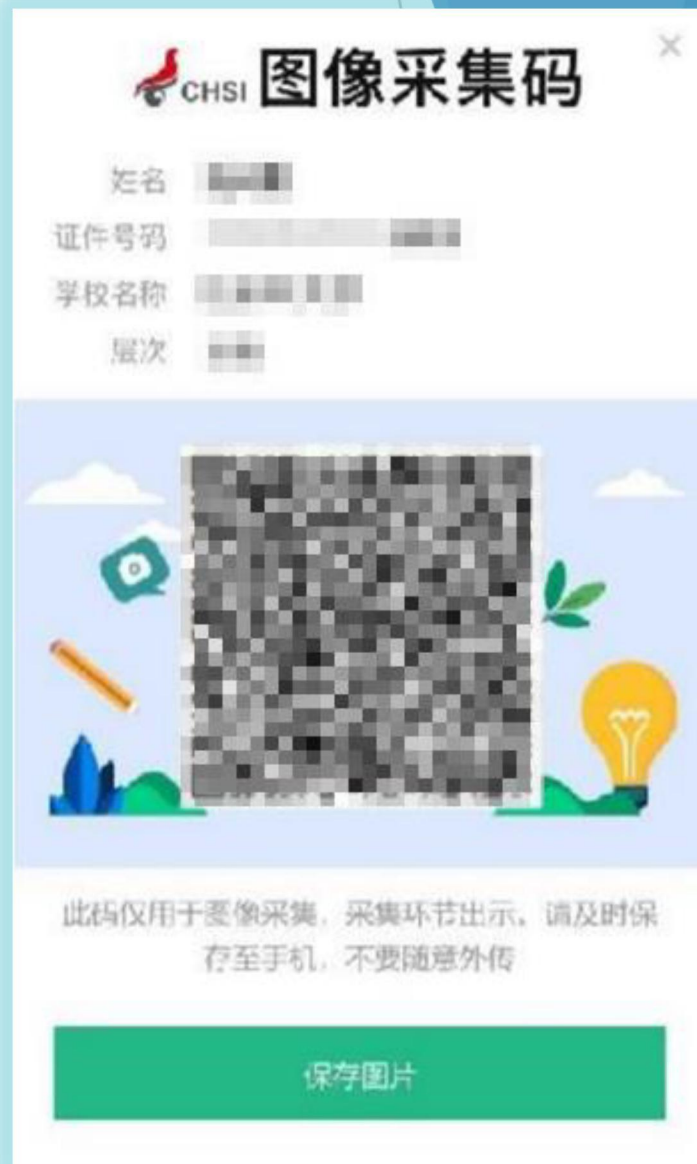 CHSI 图像采集码
姓名
证件号码
学校名称
层次
此码仅用于图像采集,采集环节出示。请及时保
存至手机,不要随意外传
保存图片